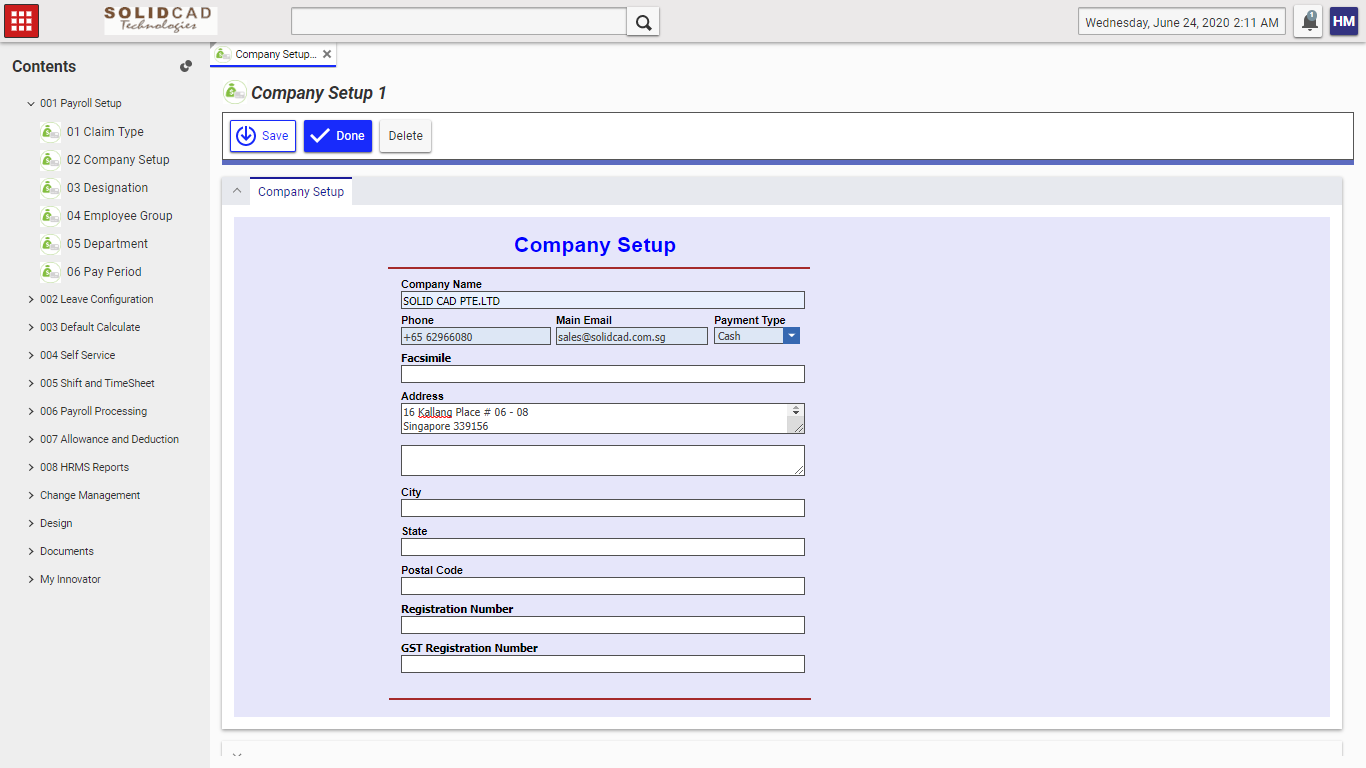 SOLIDCAD
Technologies
Wednesday, June 24, 2020 2:11 AM
1
HM
Contents
001 Payroll Setup
01 Claim Type
02 Company Setup
03 Designation
04 Employee Group
05 Department
06 Pay Period
002 Leave Configuration
003 Default Calculate
004 Self Service
005 Shift and TimeSheet
006 Payroll Processing
007 Allowance and Deduction
008 HRMS Reports
Change Management
Design
Documents
My Innovator
Company Setup...
Company Setup 1
Save Done Delete
Company Setup
Company Setup
Company Name
SOLID CAD PTE.LTD
Phone Main Email Payment Type
+65 62966080 sales@solidcad.com.sg Cash
Facsimile
Address
16 Kallang Place # 06 - 08
Singapore 339156
City
State
Postal Code
Registration Number
GST Registration Number